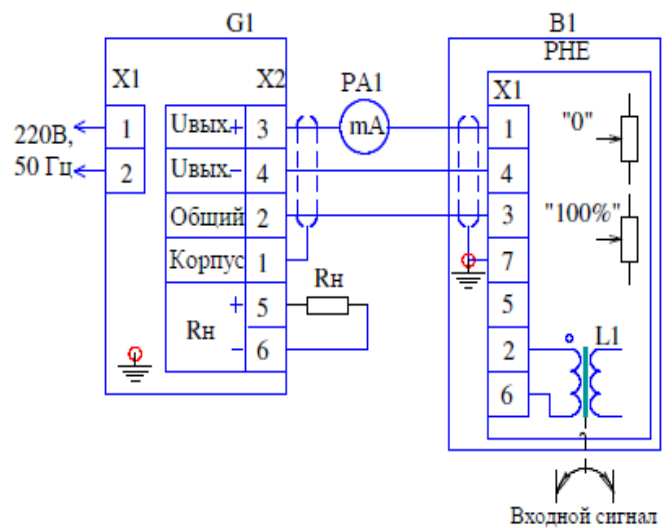 G1
B1
PHE
X1
X2
PA1
X1
mA
220В,
50 Гц
1
2
Uвых.+
3
Uвых.−
4
Общий
2
Корпус
1
Rн
+
5
−
6
Rн
1
4
3
7
5
2
6
"0"
"100%"
L1
Входной сигнал